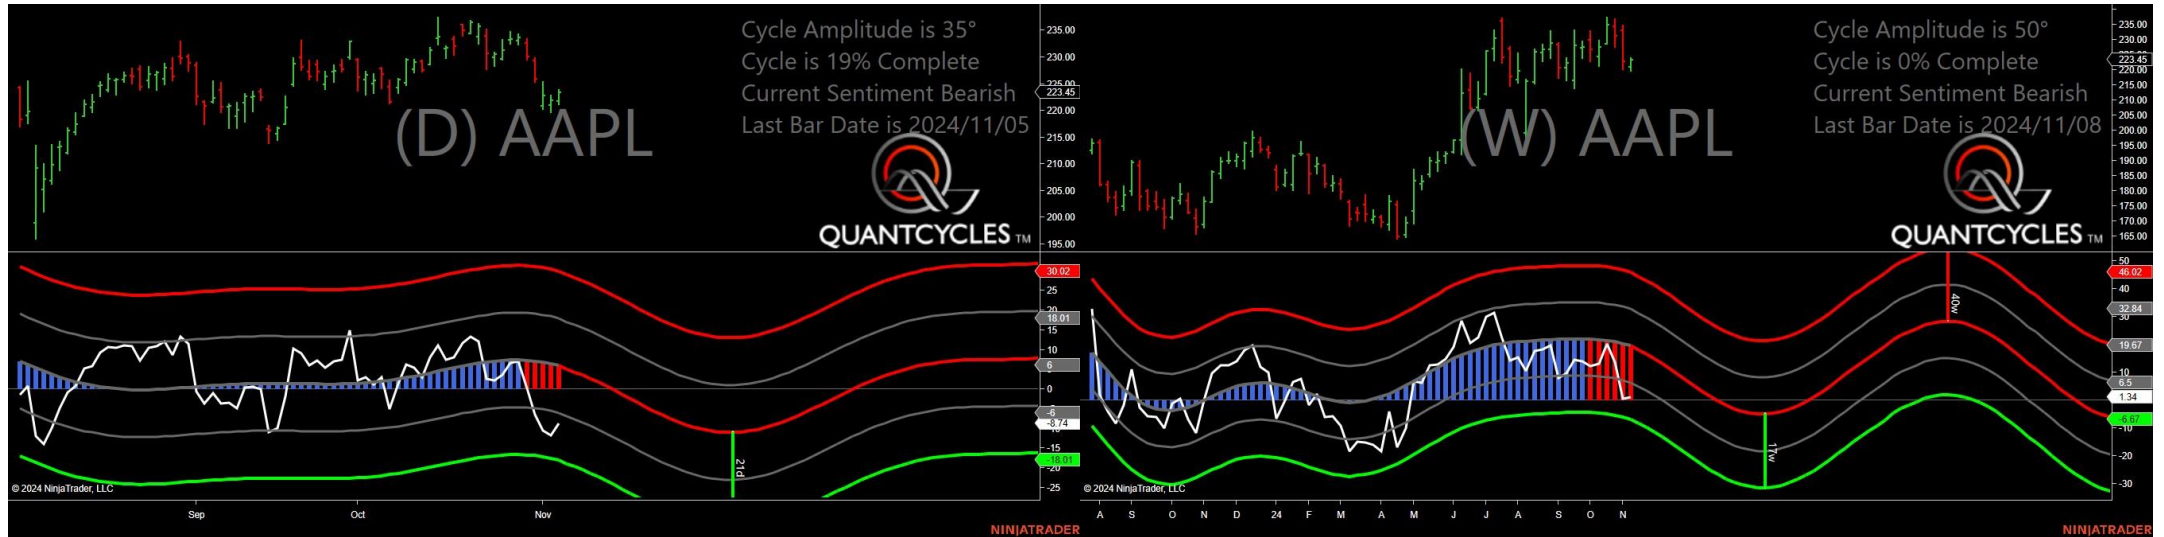 Cycle Amplitude is 35°
Cycle is 19% Complete
Current Sentiment Bearish
Last Bar Date is 2024/11/05
(D) AAPL
QUANTCYCLES TM
235.00
230.00
225.00
223.45
220.00
215.00
210.00
205.00
200.00
195.00
30.02
25
20
18.01
15
10
6
0
-6
-8.74
-15
-18.01
-20
-25
21d
© 2024 NinjaTrader, LLC
Sep Oct Nov
NINJATRADER
Cycle Amplitude is 50°
Cycle is 0% Complete
Current Sentiment Bearish
Last Bar Date is 2024/11/08
(W) AAPL
QUANTCYCLES TM
235.00
230.00
223.45
220.00
215.00
210.00
205.00
200.00
195.00
190.00
185.00
180.00
175.00
170.00
165.00
50
46.02
40
32.84
30
19.67
10
6.5
1.34
-6.67
-10
-20
-30
40w
17w
© 2024 NinjaTrader, LLC
A S O N D 24 F M A M J J A S O N
NINJATRADER